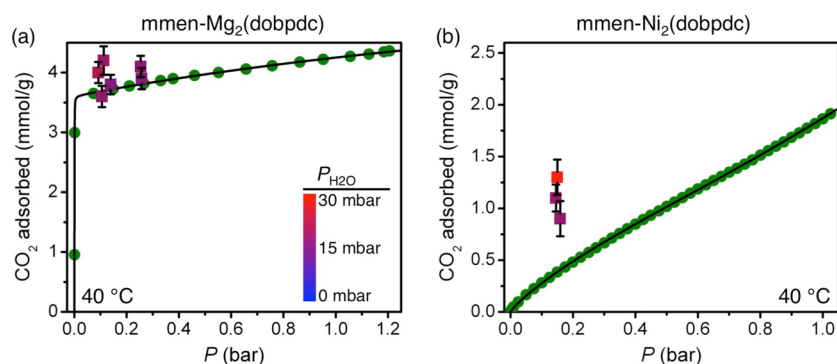 mmen-Mg₂(dobpdc)
(a)
5
4
3
2
1
0
CO₂ adsorbed (mmol/g)
P_H2O
30 mbar
15 mbar
0 mbar
40 °C
0.0 0.2 0.4 0.6 0.8 1.0 1.2
P (bar)
mmen-Ni₂(dobpdc)
(b)
2.5
2.0
1.5
1.0
0.5
0.0
CO₂ adsorbed (mmol/g)
40 °C
0.0 0.2 0.4 0.6 0.8 1.0
P (bar)